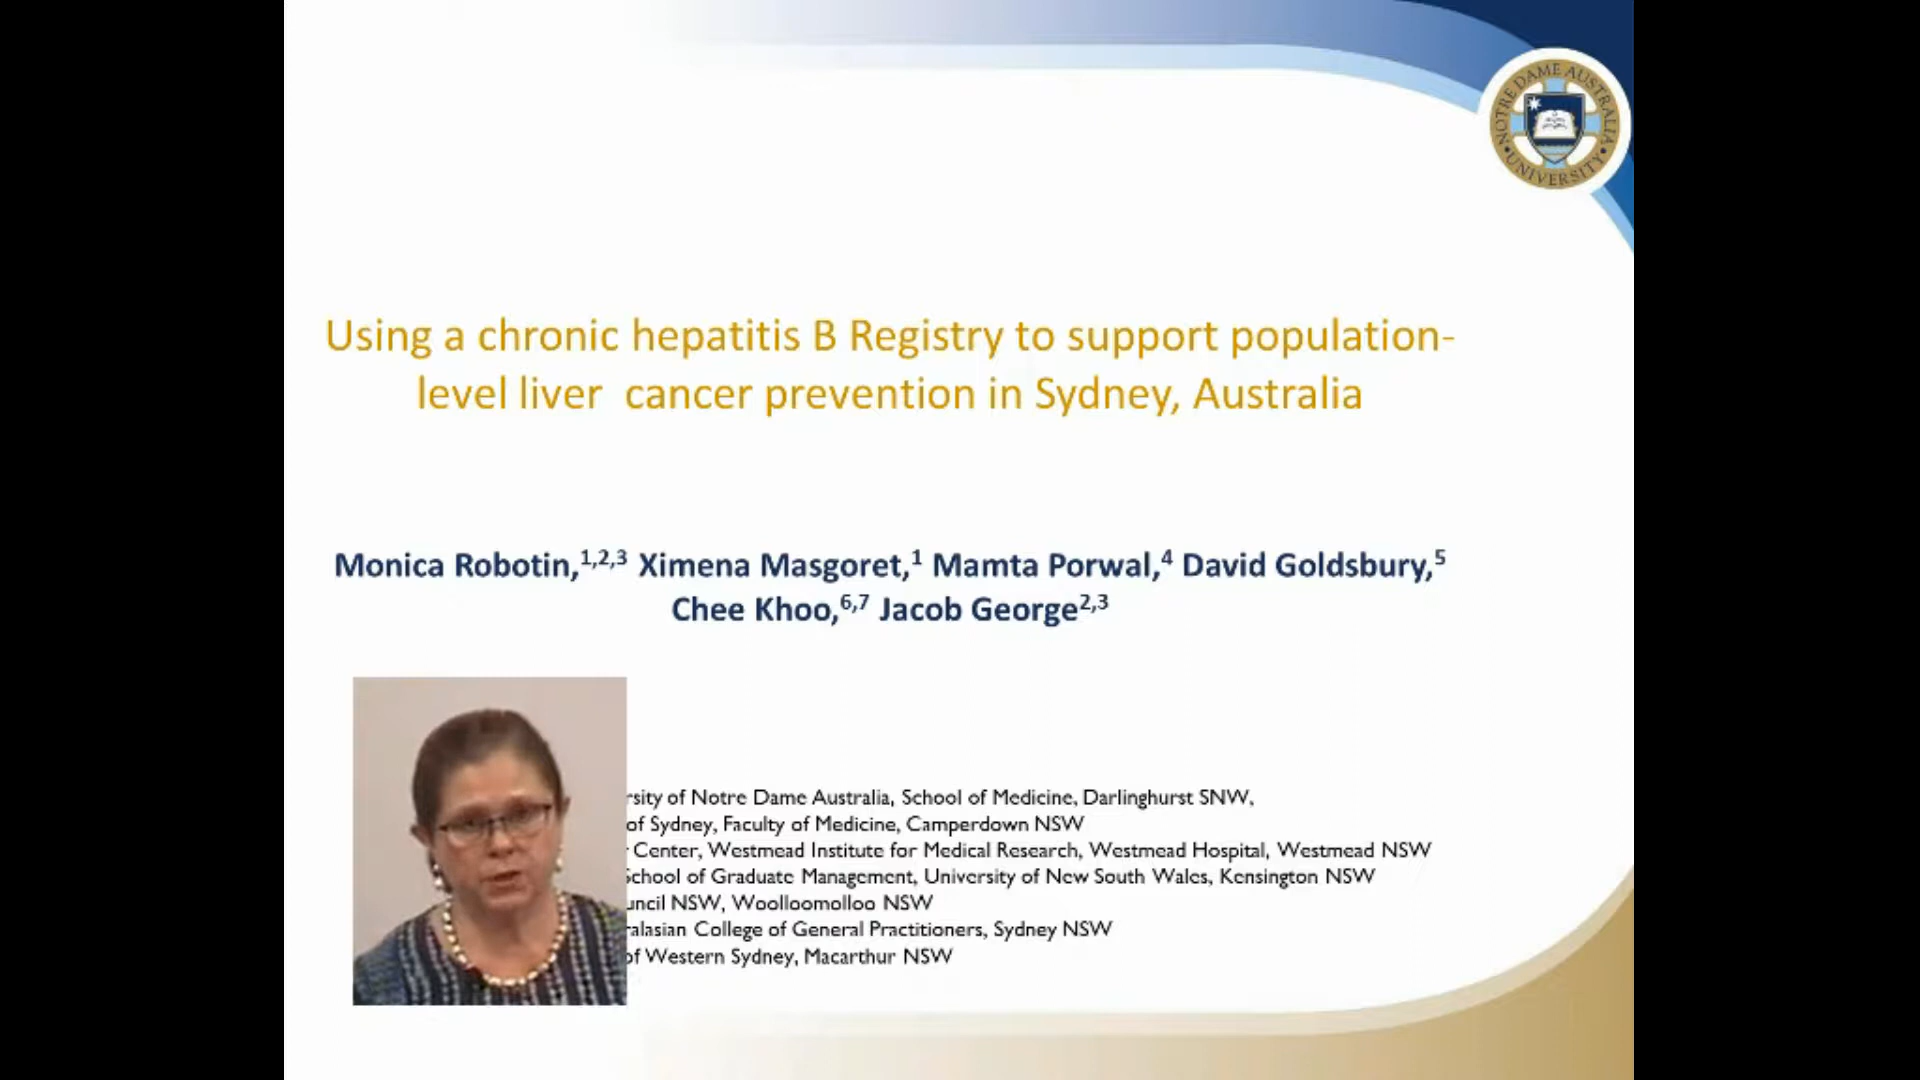 NOTRE DAME AUSTRALIA
• UNIVERSITY •
Using a chronic hepatitis B Registry to support population-
level liver cancer prevention in Sydney, Australia
Monica Robotin,1,2,3 Ximena Masgoret,1 Mamta Porwal,4 David Goldsbury,5
Chee Khoo,6,7 Jacob George2,3
of Notre Dame Australia, School of Medicine, Darlinghurst SNW,
of Sydney, Faculty of Medicine, Camperdown NSW
Center, Westmead Institute for Medical Research, Westmead Hospital, Westmead NSW
School of Graduate Management, University of New South Wales, Kensington NSW
NSW, Woolloomolloo NSW
College of General Practitioners, Sydney NSW
of Western Sydney, Macarthur NSW